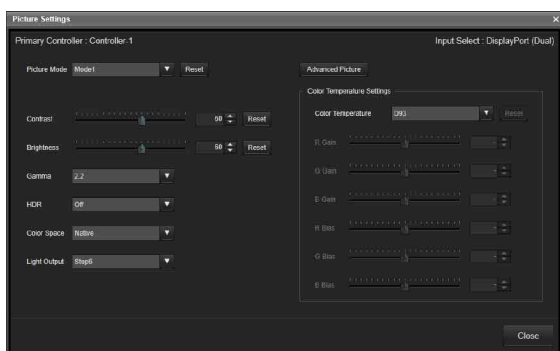 Picture Settings
Primary Controller : Controller-1
Input Select : DisplayPort (Dual)
Picture Mode Mode1 Reset
Advanced Picture
Color Temperature Settings
Color Temperature D93 Reset
Contrast 60 Reset
Brightness 60 Reset
Gamma 2.2
HDR Off
Color Space Native
Light Output Step6
R Gain -
G Gain -
B Gain -
R Bias -
G Bias -
B Bias -
Close